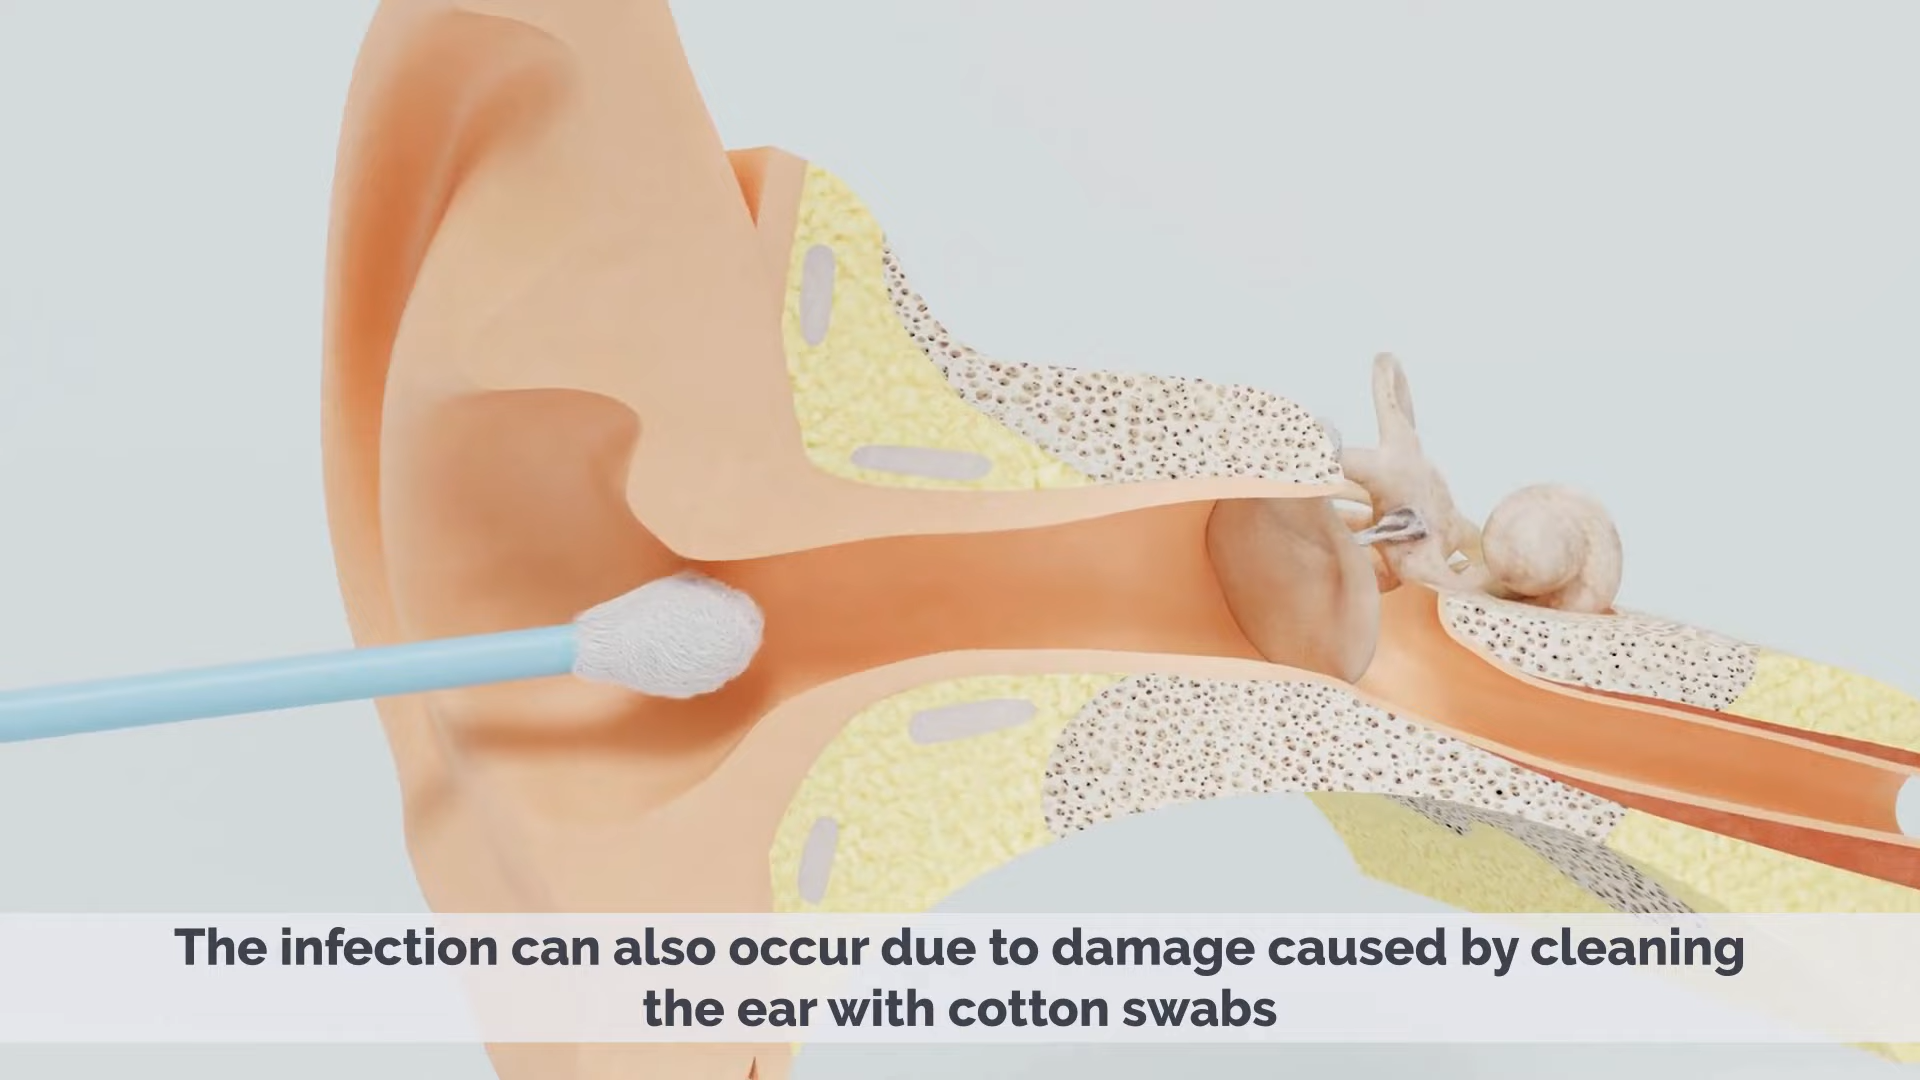 The infection can also occur due to damage caused by cleaning
the ear with cotton swabs